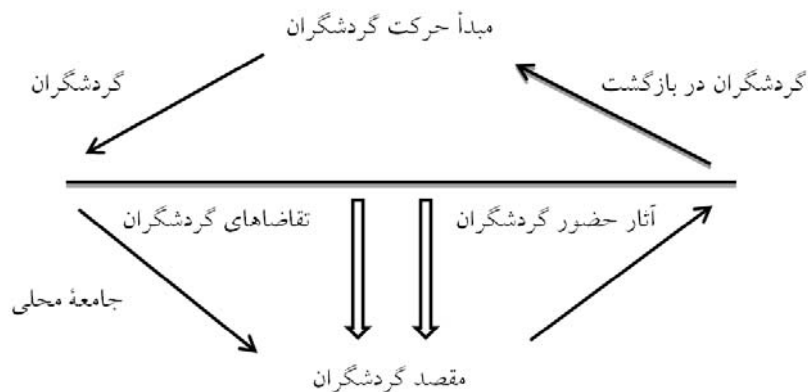 مبدأ حرکت گردشگران
گردشگران در بازگشت
گردشگران
آثار حضور گردشگران
تقاضاهای گردشگران
جامعهٔ محلی
مقصد گردشگران